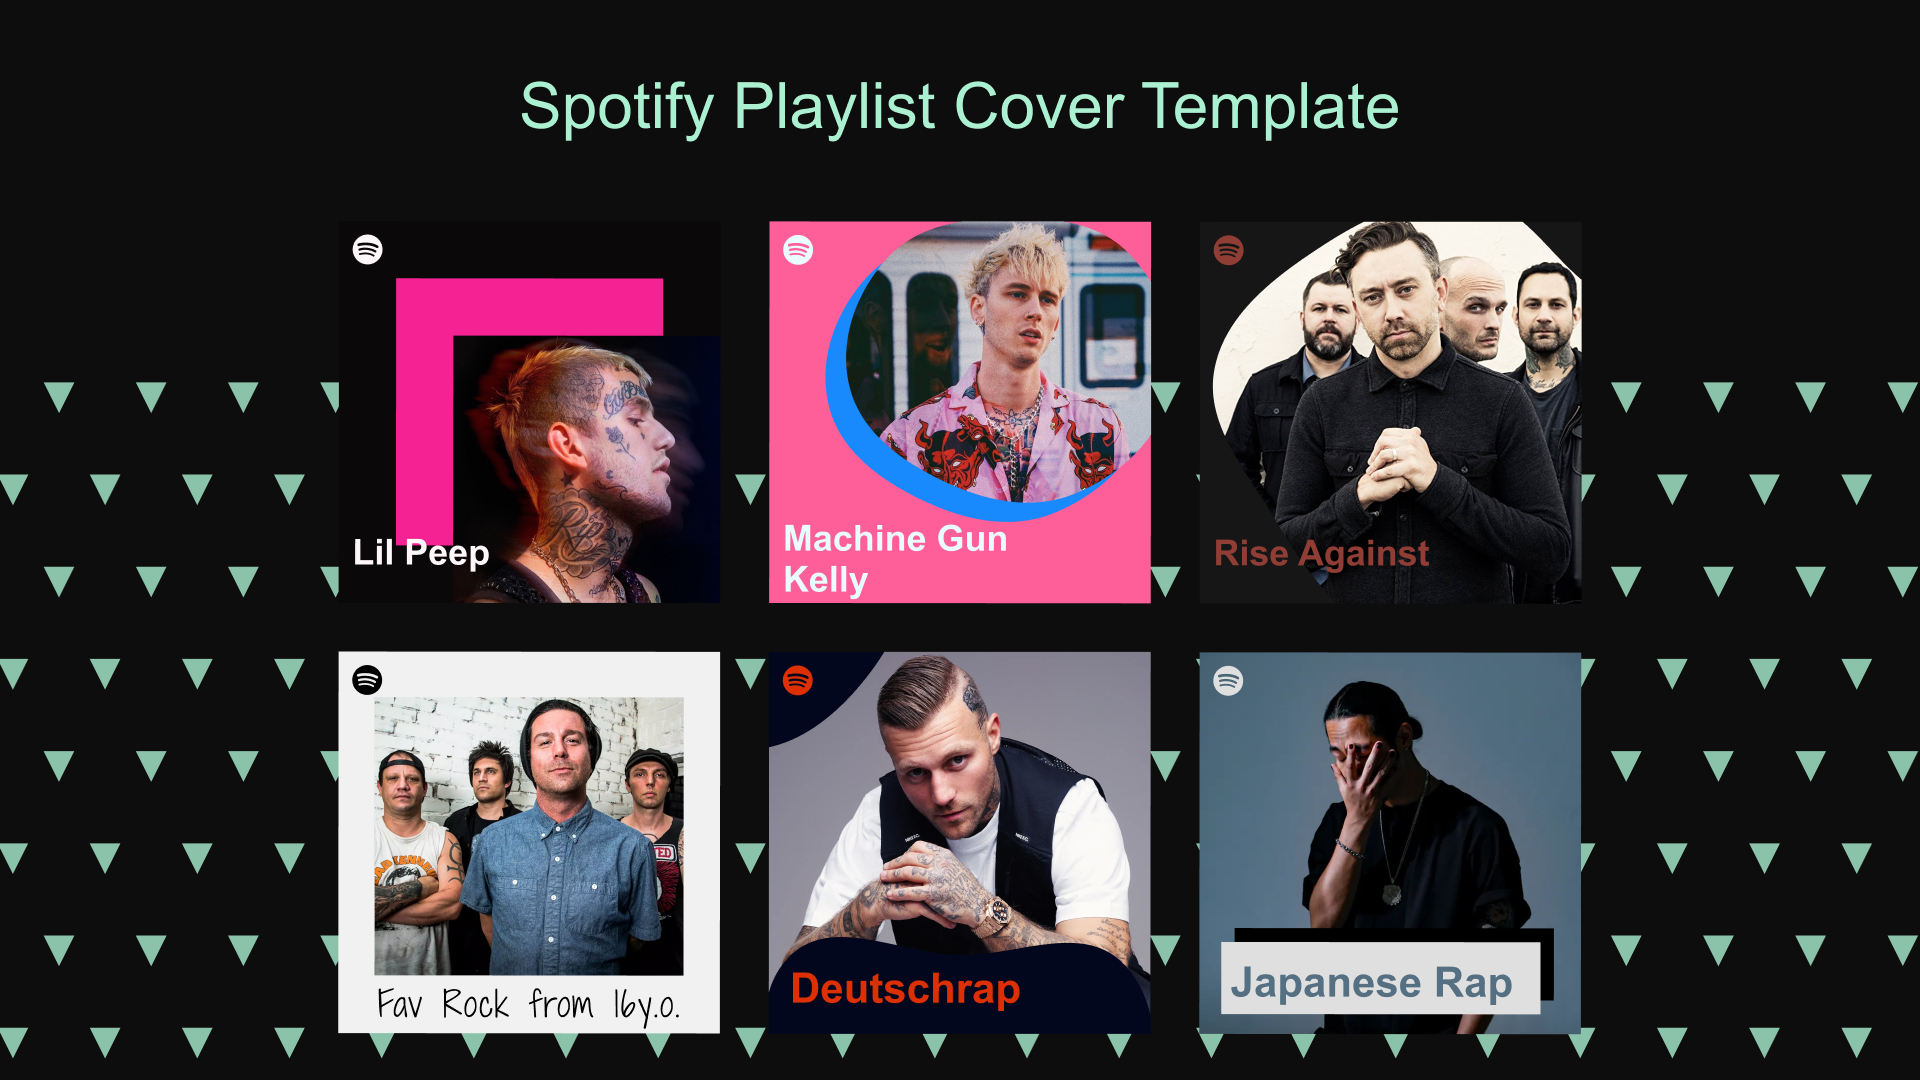 Spotify Playlist Cover Template
Lil Peep
Machine Gun
Kelly
Rise Against
Fav Rock from 16y.o.
Deutschrap
Japanese Rap